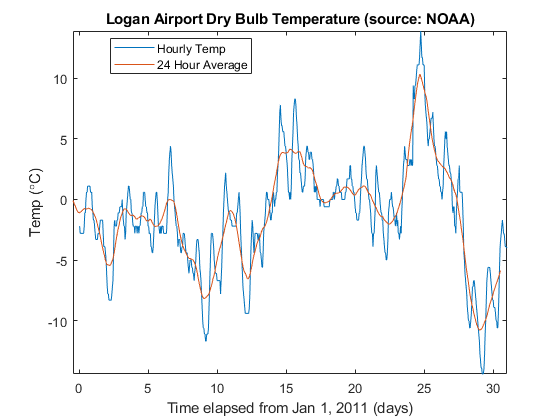 Logan Airport Dry Bulb Temperature (source: NOAA)
Hourly Temp
24 Hour Average
10
5
0
-5
-10
Temp (°C)
0 5 10 15 20 25 30
Time elapsed from Jan 1, 2011 (days)